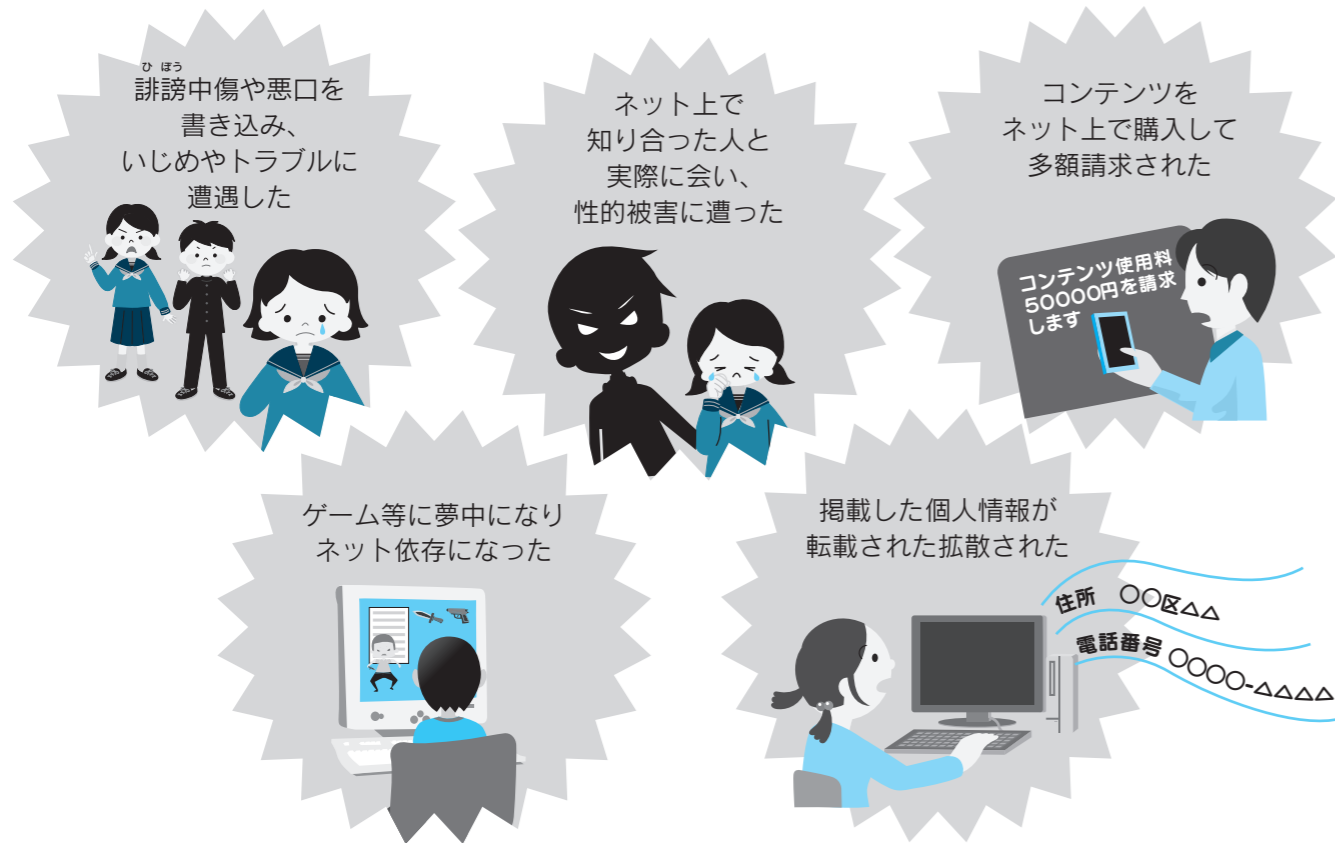 ひぼう
誹謗中傷や悪口を
書き込み、
いじめやトラブルに
遭遇した
ネット上で
知り合った人と
実際に会い、
性的被害に遭った
コンテンツを
ネット上で購入して
多額請求された
コンテンツ使用料
50000円を請求
します
ゲーム等に夢中になり
ネット依存になった
掲載した個人情報が
転載された拡散された
住所 〇〇区△△
電話番号 〇〇〇〇-△△△△